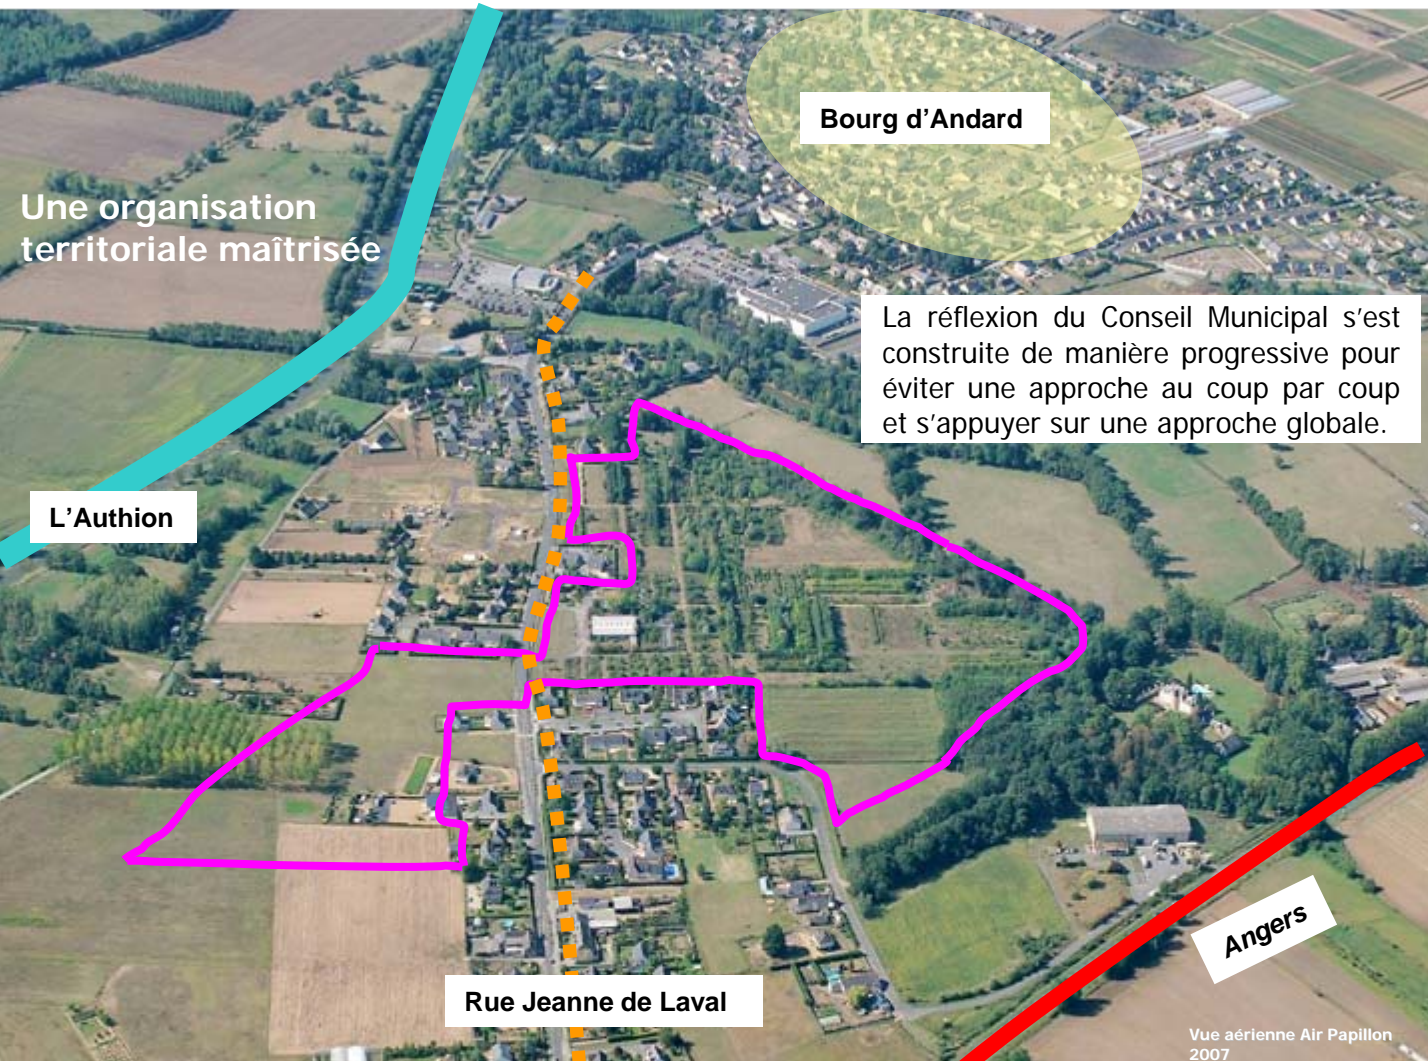 Bourg d'Andard
Une organisation
territoriale maîtrisée
La réflexion du Conseil Municipal s'est
construite de manière progressive pour
éviter une approche au coup par coup
et s'appuyer sur une approche globale.
L'Authion
Angers
Rue Jeanne de Laval
Vue aérienne Air Papillon
2007